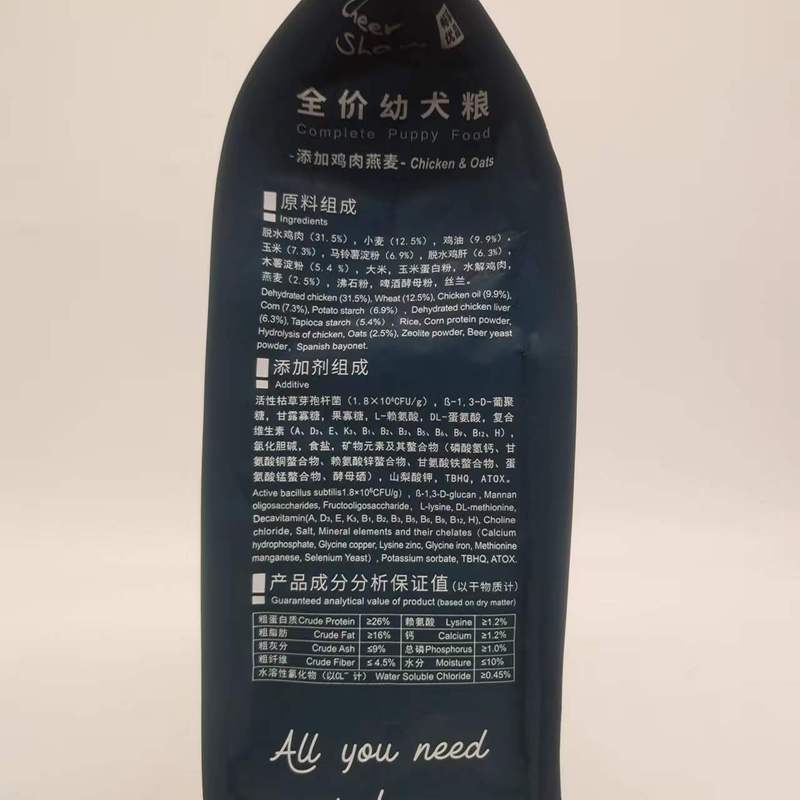 Cheer
Sha
全价幼犬粮
Complete Puppy Food
-添加鸡肉燕麦- Chicken & Oats
原料组成
Ingredients
脱水鸡肉(31.5%)，小麦(12.5%)，鸡油(9.9%)，
玉米(7.3%)，马铃薯淀粉(6.9%)，脱水鸡肝(6.3%)，
木薯淀粉(5.4%)，大米，玉米蛋白粉，水解鸡肉，
燕麦(2.5%)，沸石粉，啤酒酵母粉，丝兰。
Dehydrated chicken (31.5%), Wheat (12.5%), Chicken oil (9.9%),
Corn (7.3%), Potato starch (6.9%), Dehydrated chicken liver
(6.3%), Tapioca starch (5.4%), Rice, Corn protein powder,
Hydrolysis of chicken, Oats (2.5%), Zeolite powder, Beer yeast
powder, Spanish bayonet.
添加剂组成
Additive
活性枯草芽孢杆菌(1.8×10⁶CFU/g)，ß-1,3-D-葡聚
糖，甘露寡糖，果寡糖，L-赖氨酸，DL-蛋氨酸，复合
维生素(A、D₃、E、K₃、B₁、B₂、B₃、B₅、B₆、B₉、B₁₂、H)，
氯化胆碱，食盐，矿物元素及其螯合物(磷酸氢钙、甘
氨酸铜螯合物、赖氨酸锌螯合物、甘氨酸铁螯合物、蛋
氨酸锰螯合物、酵母硒)，山梨酸钾，TBHQ，ATOX。
Active bacillus subtilis1.8×10⁶CFU/g), ß-1,3-D-glucan, Mannan
oligosaccharides, Fructooligosaccharide, L-lysine, DL-methionine,
Decavitamin(A, D₃, E, K₃, B₁, B₂, B₃, B₅, B₆, B₉, B₁₂, H), Choline
chloride, Salt, Mineral elements and their chelates (Calcium
hydrophosphate, Glycine copper, Lysine zinc, Glycine iron, Methionine
manganese, Selenium Yeast), Potassium sorbate, TBHQ, ATOX.
产品成分分析保证值(以干物质计)
Guaranteed analytical value of product (based on dry matter)
粗蛋白质Crude Protein ≥26% 赖氨酸 Lysine ≥1.2%
粗脂肪 Crude Fat ≥16% 钙 Calcium ≥1.2%
粗灰分 Crude Ash ≤9% 总磷Phosphorus ≥1.0%
粗纤维 Crude Fiber ≤4.5% 水分 Moisture ≤10%
水溶性氯化物(以CL⁻计) Water Soluble Chloride ≥0.45%
All you need